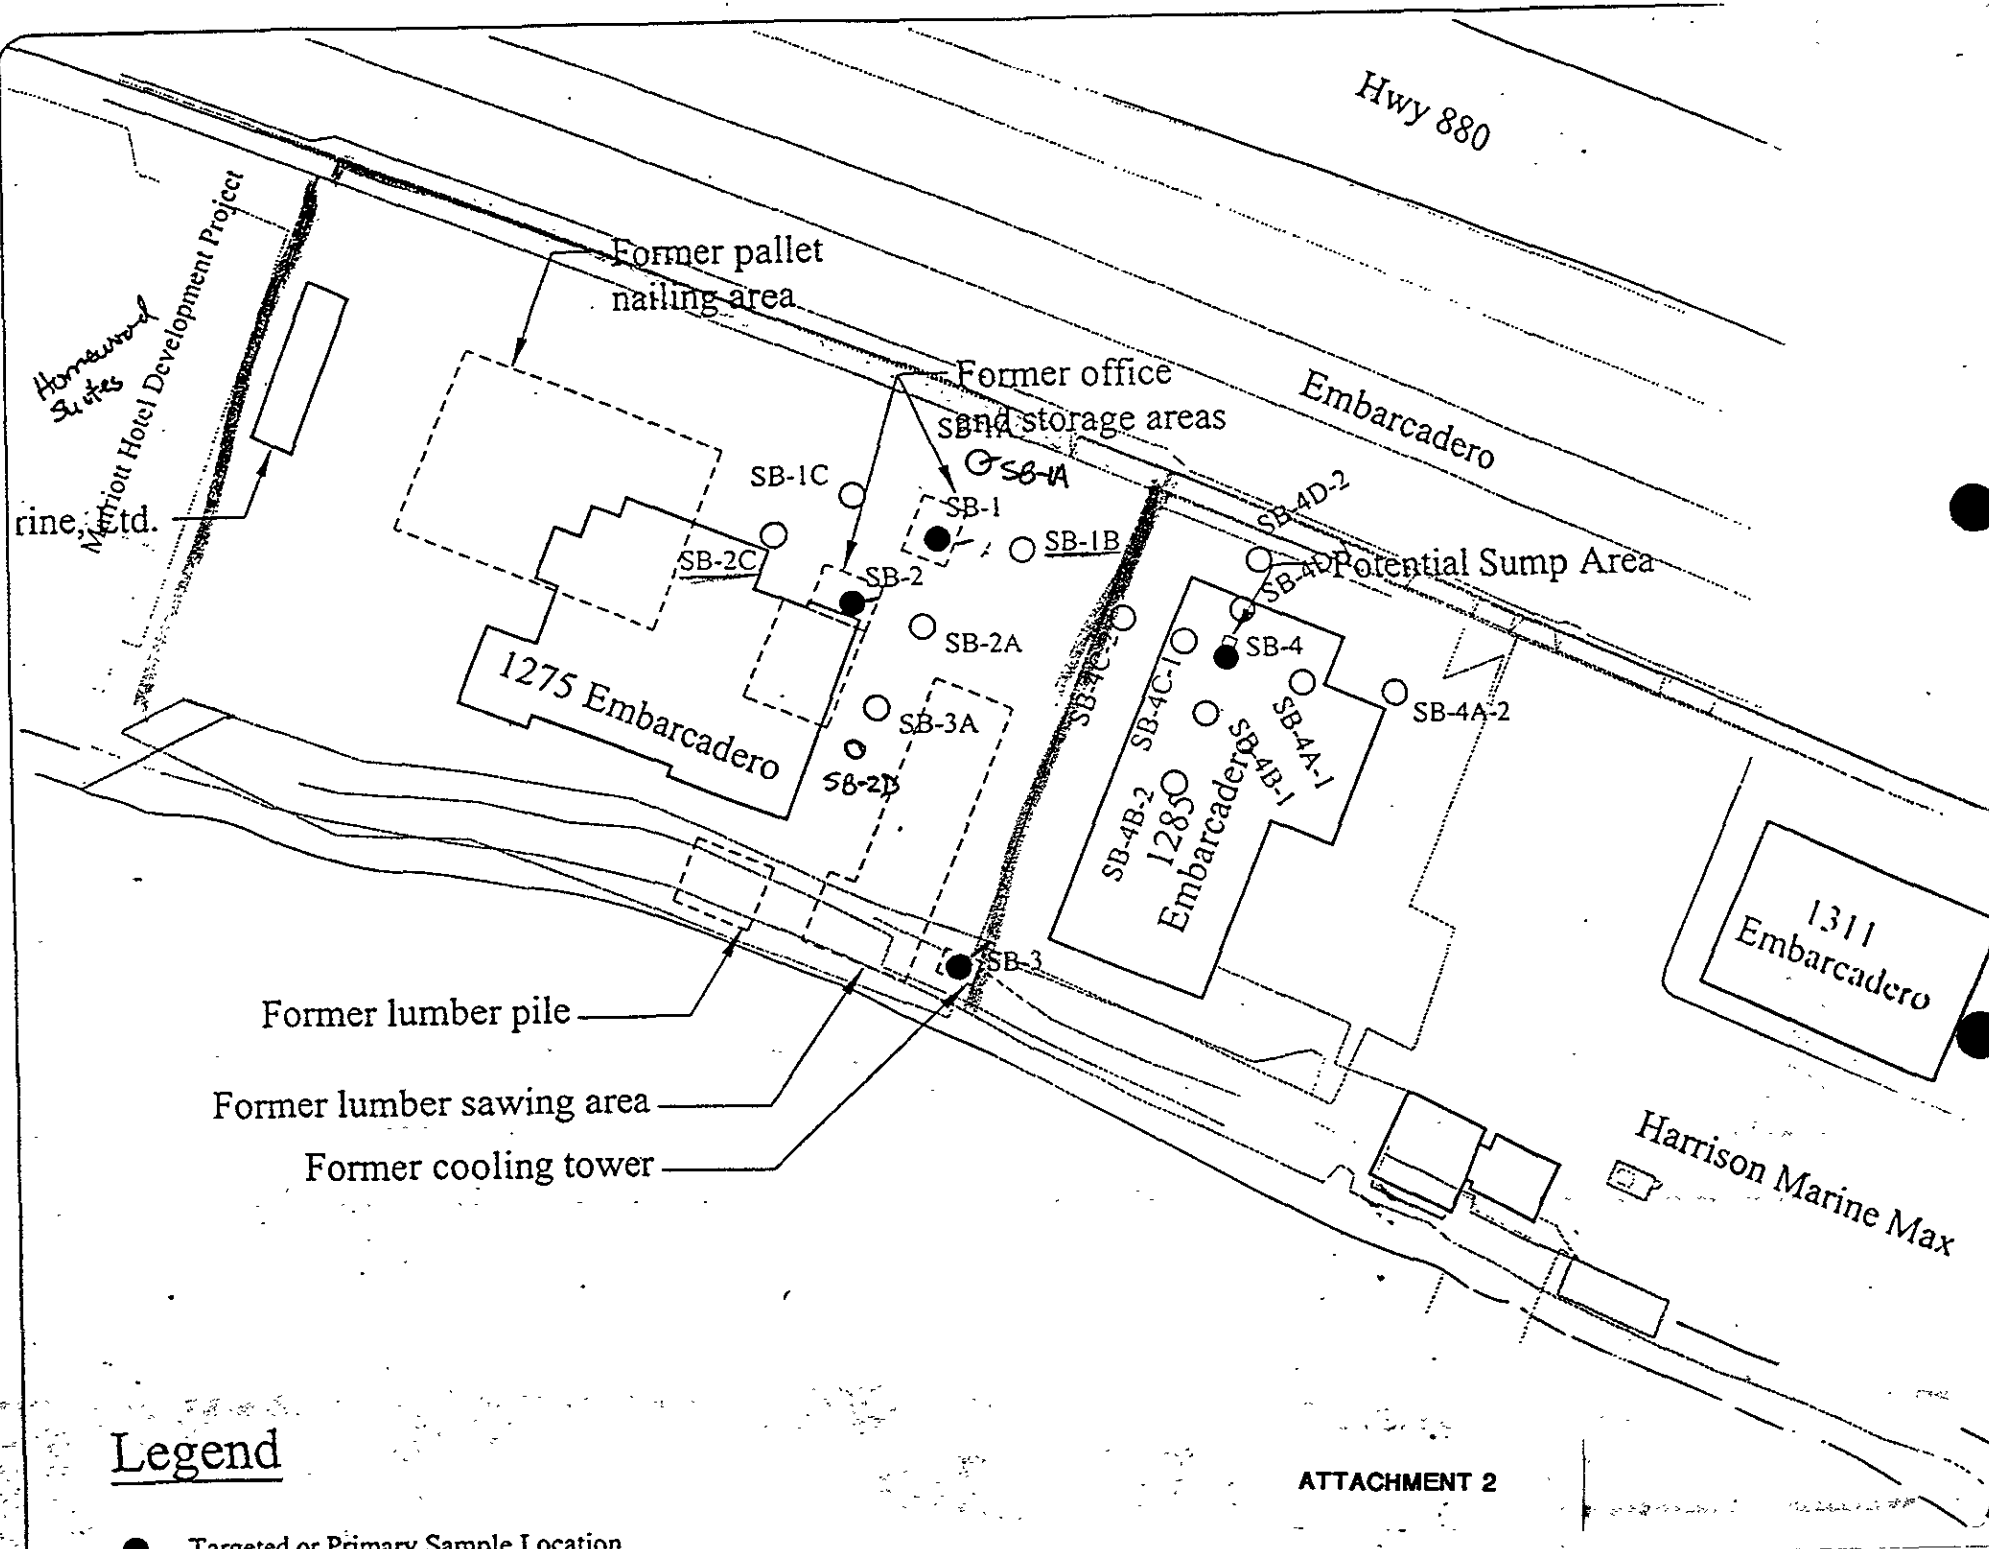 Hwy 880
Embarcadero
Former pallet
nailing area
Former office
and storage areas
Homewood
Suites
Marriott Hotel Development Project
rine, Ltd.
SB-1A
SB-1A
SB-1C
SB-1
SB-1B
SB-2C
SB-2
SB-2A
SB-3A
SB-2B
1275 Embarcadero
SB-4D-2
Potential Sump Area
SB-4
SB-4C-1
SB-4A-1
SB-4A-2
SB-4B-1
SB-4B-2
1285
Embarcadero
1311
Embarcadero
SB-3
Former lumber pile
Former lumber sawing area
Former cooling tower
Harrison Marine Max
Legend
ATTACHMENT 2
Targeted or Primary Sample Location